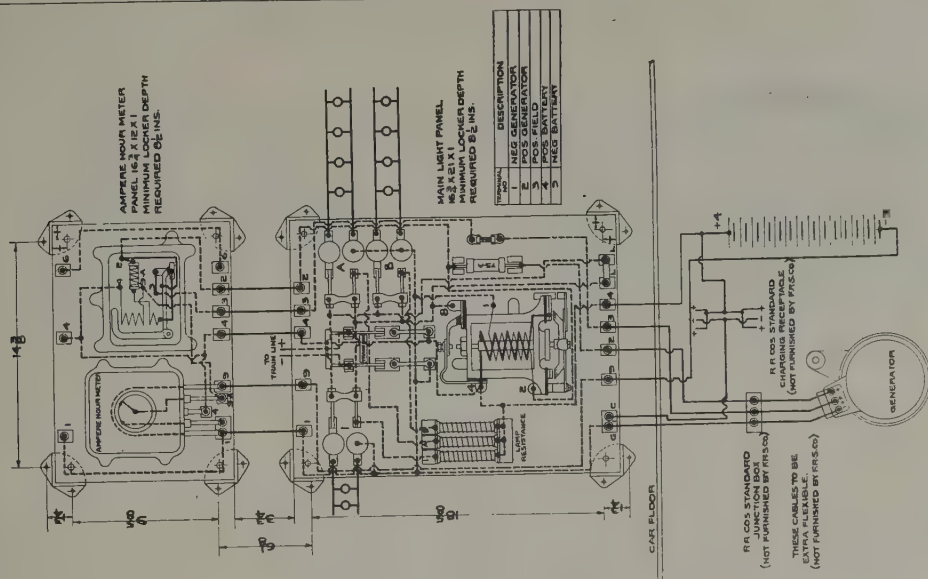 AMPERE HOUR METER
PANEL 16¾ X 12 X 1
MINIMUM LOCKER DEPTH
REQUIRED 8½ INS.
AMPERE HOUR METER
TO
TRAIN LINE
MAIN LIGHT PANEL
16¾ X 21 X 1
MINIMUM LOCKER DEPTH
REQUIRED 8½ INS.
TERMINAL NO DESCRIPTION
1 NEG GENERATOR
2 POS GENERATOR
3 POS. FIELD
4 POS BATTERY
5 NEG BATTERY
A
B
LAMP
RESISTANCE
CAR FLOOR
R R COS STANDARD
JUNCTION BOX
(NOT FURNISHED BY F.R.S.CO)
THESE CABLES TO BE
EXTRA FLEXIBLE.
(NOT FURNISHED BY F.R.S.CO)
R R COS STANDARD
CHARGING RECEPTACLE
(NOT FURNISHED BY F.R.S.CO)
GENERATOR